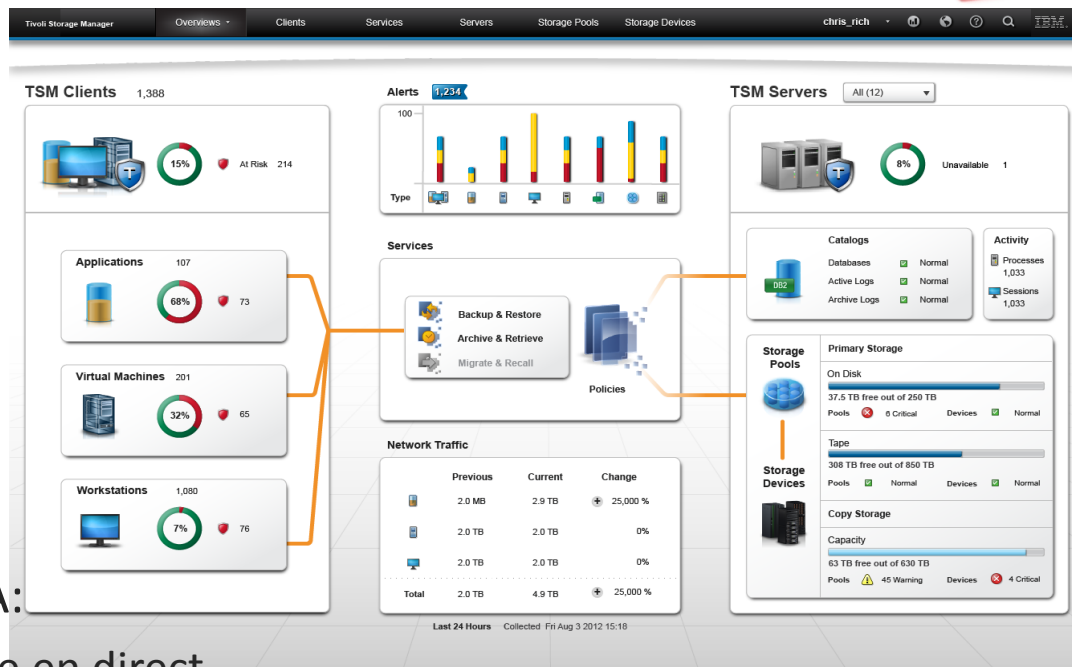 Tivoli Storage Manager Overviews Clients Services Servers Storage Pools Storage Devices chris_rich IBM
TSM Clients 1,388
15% At Risk 214
Applications 107
68% 73
Virtual Machines 201
32% 65
Workstations 1,080
7% 76
Alerts 1,234
100
Type
Services
Backup & Restore
Archive & Retrieve
Migrate & Recall
Policies
Network Traffic
Previous Current Change
2.0 MB 2.9 TB 25,000 %
2.0 TB 2.0 TB 0%
2.0 TB 2.0 TB 0%
Total 2.0 TB 4.9 TB 25,000 %
Last 24 Hours Collected Fri Aug 3 2012 15:18
TSM Servers All (12)
8% Unavailable 1
Catalogs
DB2
Databases Normal
Active Logs Normal
Archive Logs Normal
Activity
Processes
1,033
Sessions
1,033
Storage Pools
Storage Devices
Primary Storage
On Disk
37.5 TB free out of 250 TB
Pools 6 Critical Devices Normal
Tape
308 TB free out of 850 TB
Pools Normal Devices Normal
Copy Storage
Capacity
63 TB free out of 630 TB
Pools 45 Warning Devices 4 Critical
A:
en direct